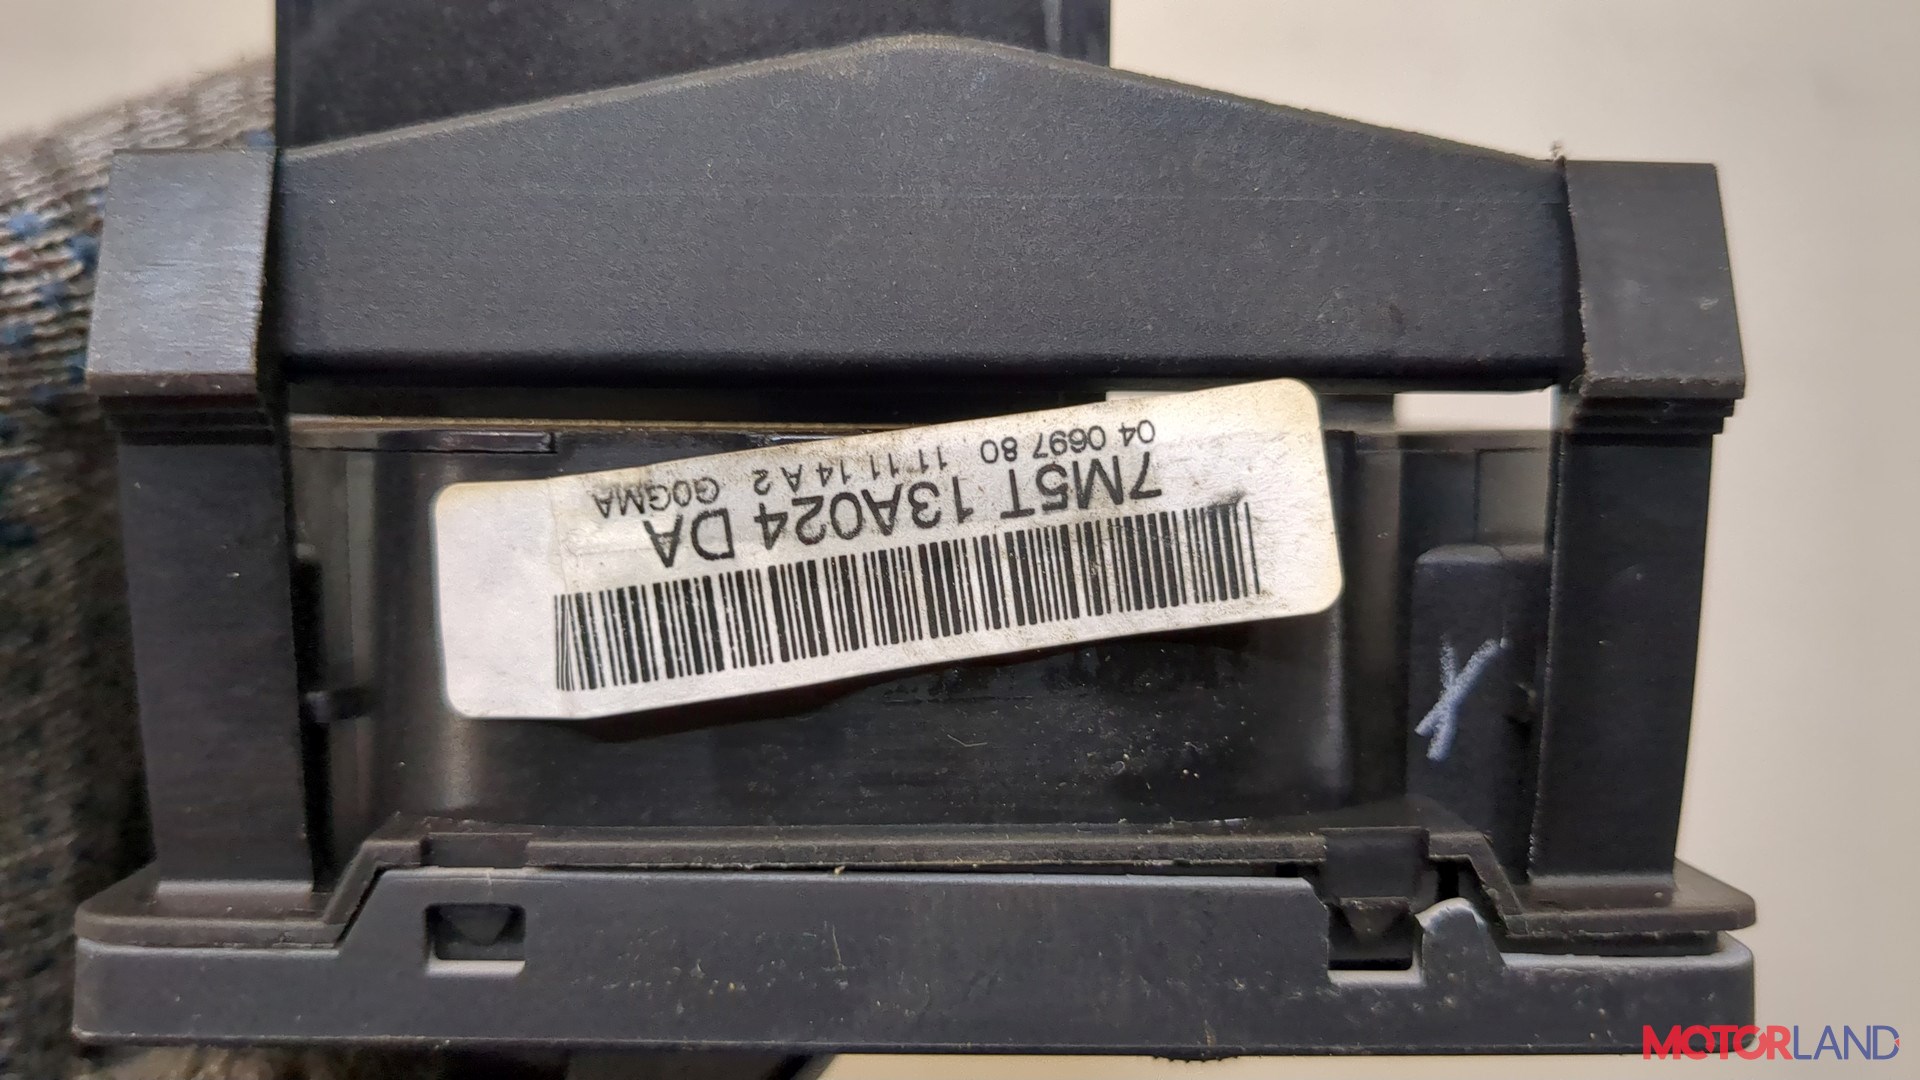 7M5T 13A024 DA
04 0697 80 11 11 14 A 2 G0GMA
X
MOTORLAND